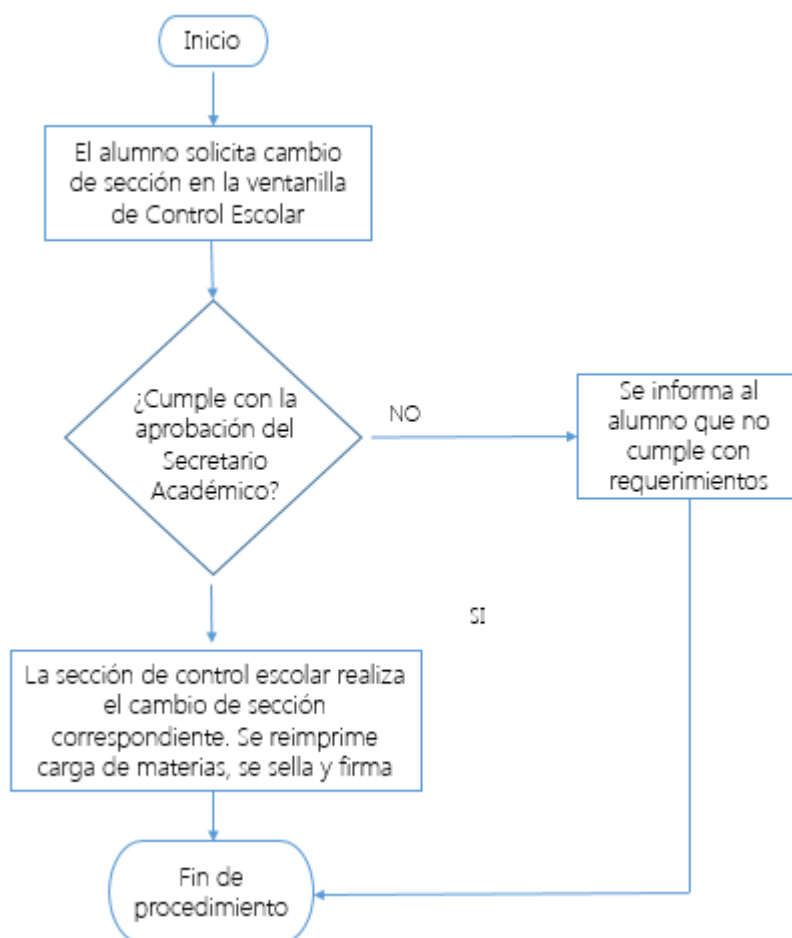 Inicio
El alumno solicita cambio
de sección en la ventanilla
de Control Escolar
¿Cumple con la
aprobación del
Secretario
Académico?
NO
Se informa al
alumno que no
cumple con
requerimientos
SI
La sección de control escolar realiza
el cambio de sección
correspondiente. Se reimprime
carga de materias, se sella y firma
Fin de
procedimiento